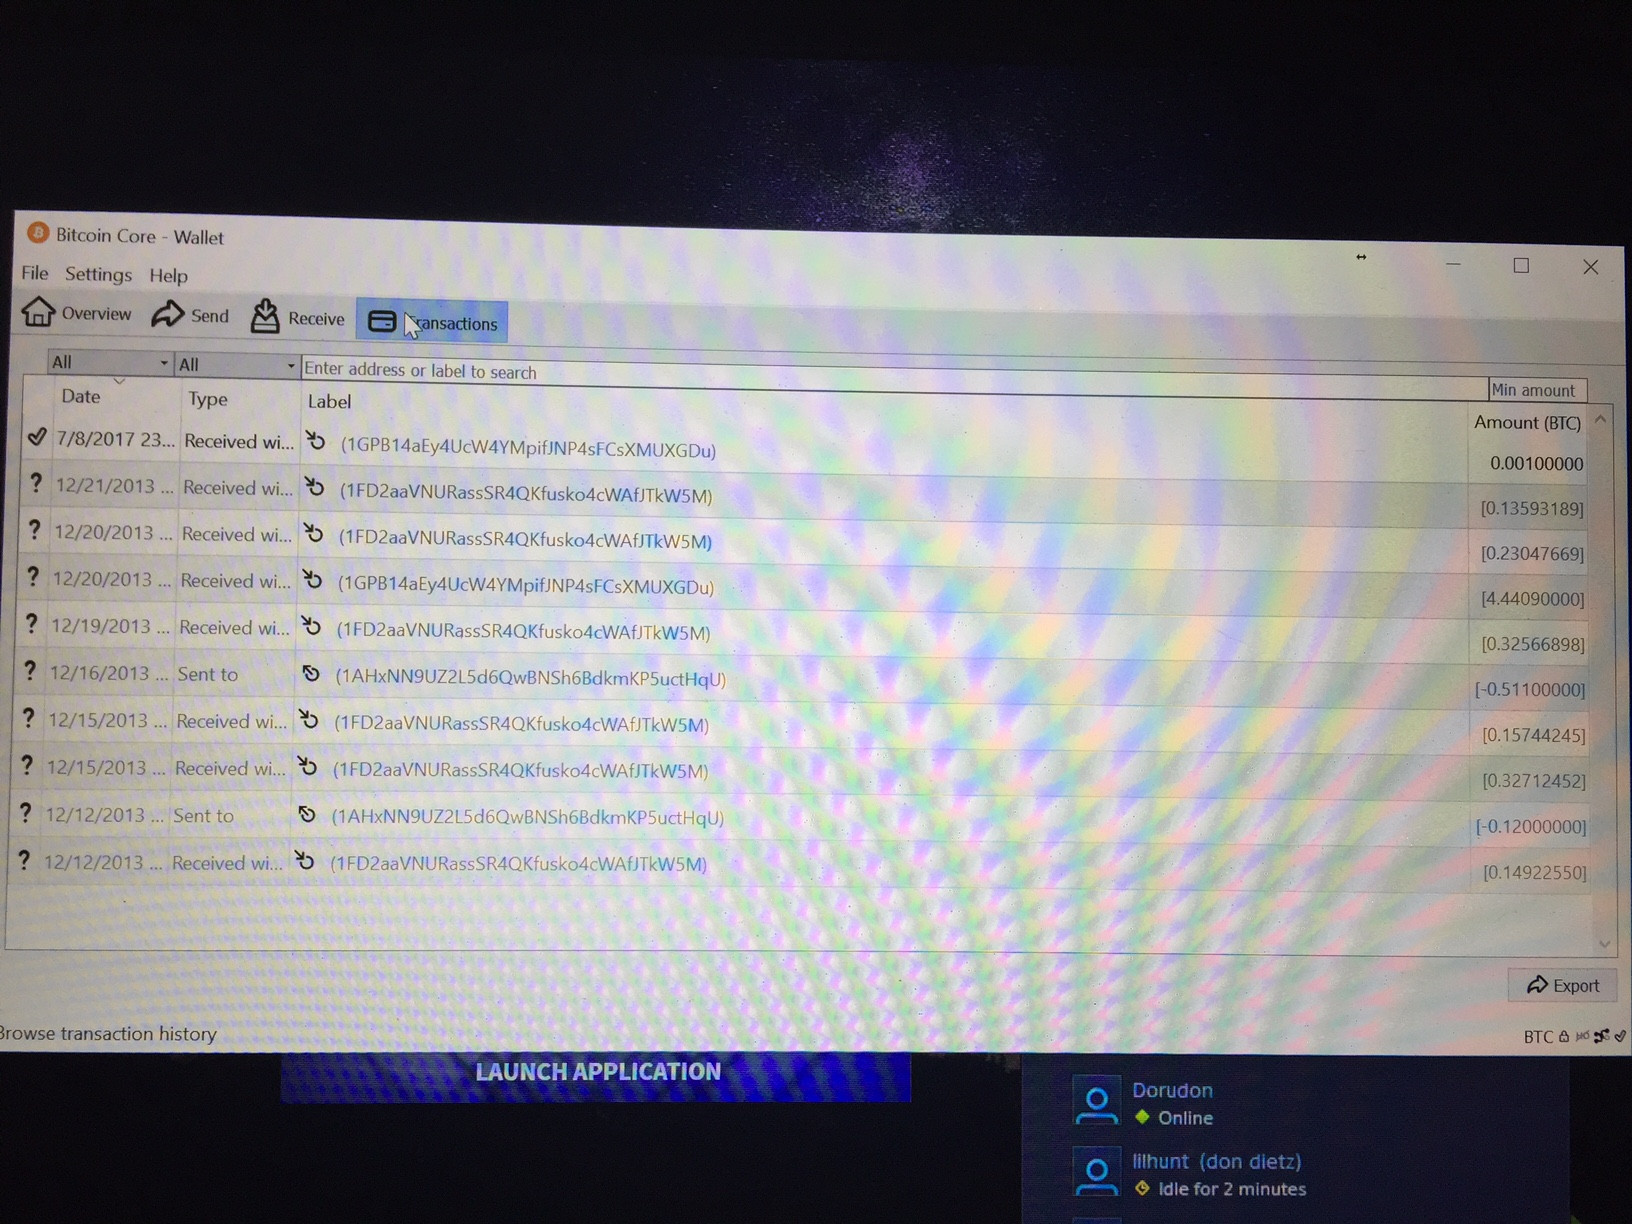 Bitcoin Core - Wallet
File Settings Help
Overview Send Receive Transactions
All All Enter address or label to search Min amount
Date Type Label Amount (BTC)
7/8/2017 23... Received wi... (1GPB14aEy4UcW4YMpifJNP4sFCsXMUXGDu) 0.00100000
? 12/21/2013 ... Received wi... (1FD2aaVNURassSR4QKfusko4cWAfJTkW5M) [0.13593189]
? 12/20/2013 ... Received wi... (1FD2aaVNURassSR4QKfusko4cWAfJTkW5M) [0.23047669]
? 12/20/2013 ... Received wi... (1GPB14aEy4UcW4YMpifJNP4sFCsXMUXGDu) [4.44090000]
? 12/19/2013 ... Received wi... (1FD2aaVNURassSR4QKfusko4cWAfJTkW5M) [0.32566898]
? 12/16/2013 ... Sent to (1AHxNN9UZ2L5d6QwBNSh6BdkmKP5uctHqU) [-0.51100000]
? 12/15/2013 ... Received wi... (1FD2aaVNURassSR4QKfusko4cWAfJTkW5M) [0.15744245]
? 12/15/2013 ... Received wi... (1FD2aaVNURassSR4QKfusko4cWAfJTkW5M) [0.32712452]
? 12/12/2013 ... Sent to (1AHxNN9UZ2L5d6QwBNSh6BdkmKP5uctHqU) [-0.12000000]
? 12/12/2013 ... Received wi... (1FD2aaVNURassSR4QKfusko4cWAfJTkW5M) [0.14922550]
Export
Browse transaction history BTC
LAUNCH APPLICATION
Dorudon
Online
lilhunt (don dietz)
Idle for 2 minutes